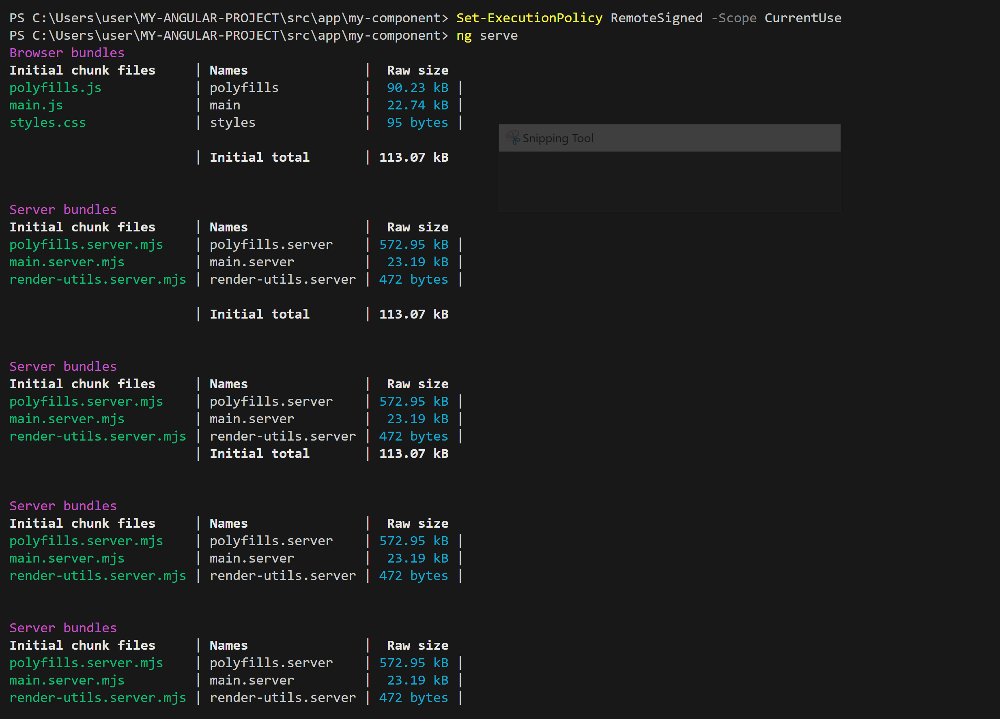 PS C:\Users\user\MY-ANGULAR-PROJECT\src\app\my-component> Set-ExecutionPolicy RemoteSigned -Scope CurrentUse
PS C:\Users\user\MY-ANGULAR-PROJECT\src\app\my-component> ng serve
Browser bundles
Initial chunk files     | Names               |  Raw size
polyfills.js            | polyfills           |  90.23 kB |
main.js                 | main                |  22.74 kB |
styles.css              | styles              |  95 bytes |
Snipping Tool
                        | Initial total       | 113.07 kB
Server bundles
Initial chunk files     | Names               |  Raw size
polyfills.server.mjs    | polyfills.server    | 572.95 kB |
main.server.mjs         | main.server         |  23.19 kB |
render-utils.server.mjs | render-utils.server | 472 bytes |
                        | Initial total       | 113.07 kB
Server bundles
Initial chunk files     | Names               |  Raw size
polyfills.server.mjs    | polyfills.server    | 572.95 kB |
main.server.mjs         | main.server         |  23.19 kB |
render-utils.server.mjs | render-utils.server | 472 bytes |
                        | Initial total       | 113.07 kB
Server bundles
Initial chunk files     | Names               |  Raw size
polyfills.server.mjs    | polyfills.server    | 572.95 kB |
main.server.mjs         | main.server         |  23.19 kB |
render-utils.server.mjs | render-utils.server | 472 bytes |
Server bundles
Initial chunk files     | Names               |  Raw size
polyfills.server.mjs    | polyfills.server    | 572.95 kB |
main.server.mjs         | main.server         |  23.19 kB |
render-utils.server.mjs | render-utils.server | 472 bytes |